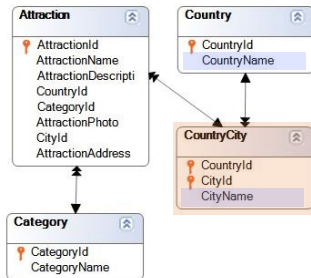 Attraction
AttractionId
AttractionName
AttractionDescripti
CountryId
CategoryId
AttractionPhoto
CityId
AttractionAddress
Country
CountryId
CountryName
CountryCity
CountryId
CityId
CityName
Category
CategoryId
CategoryName